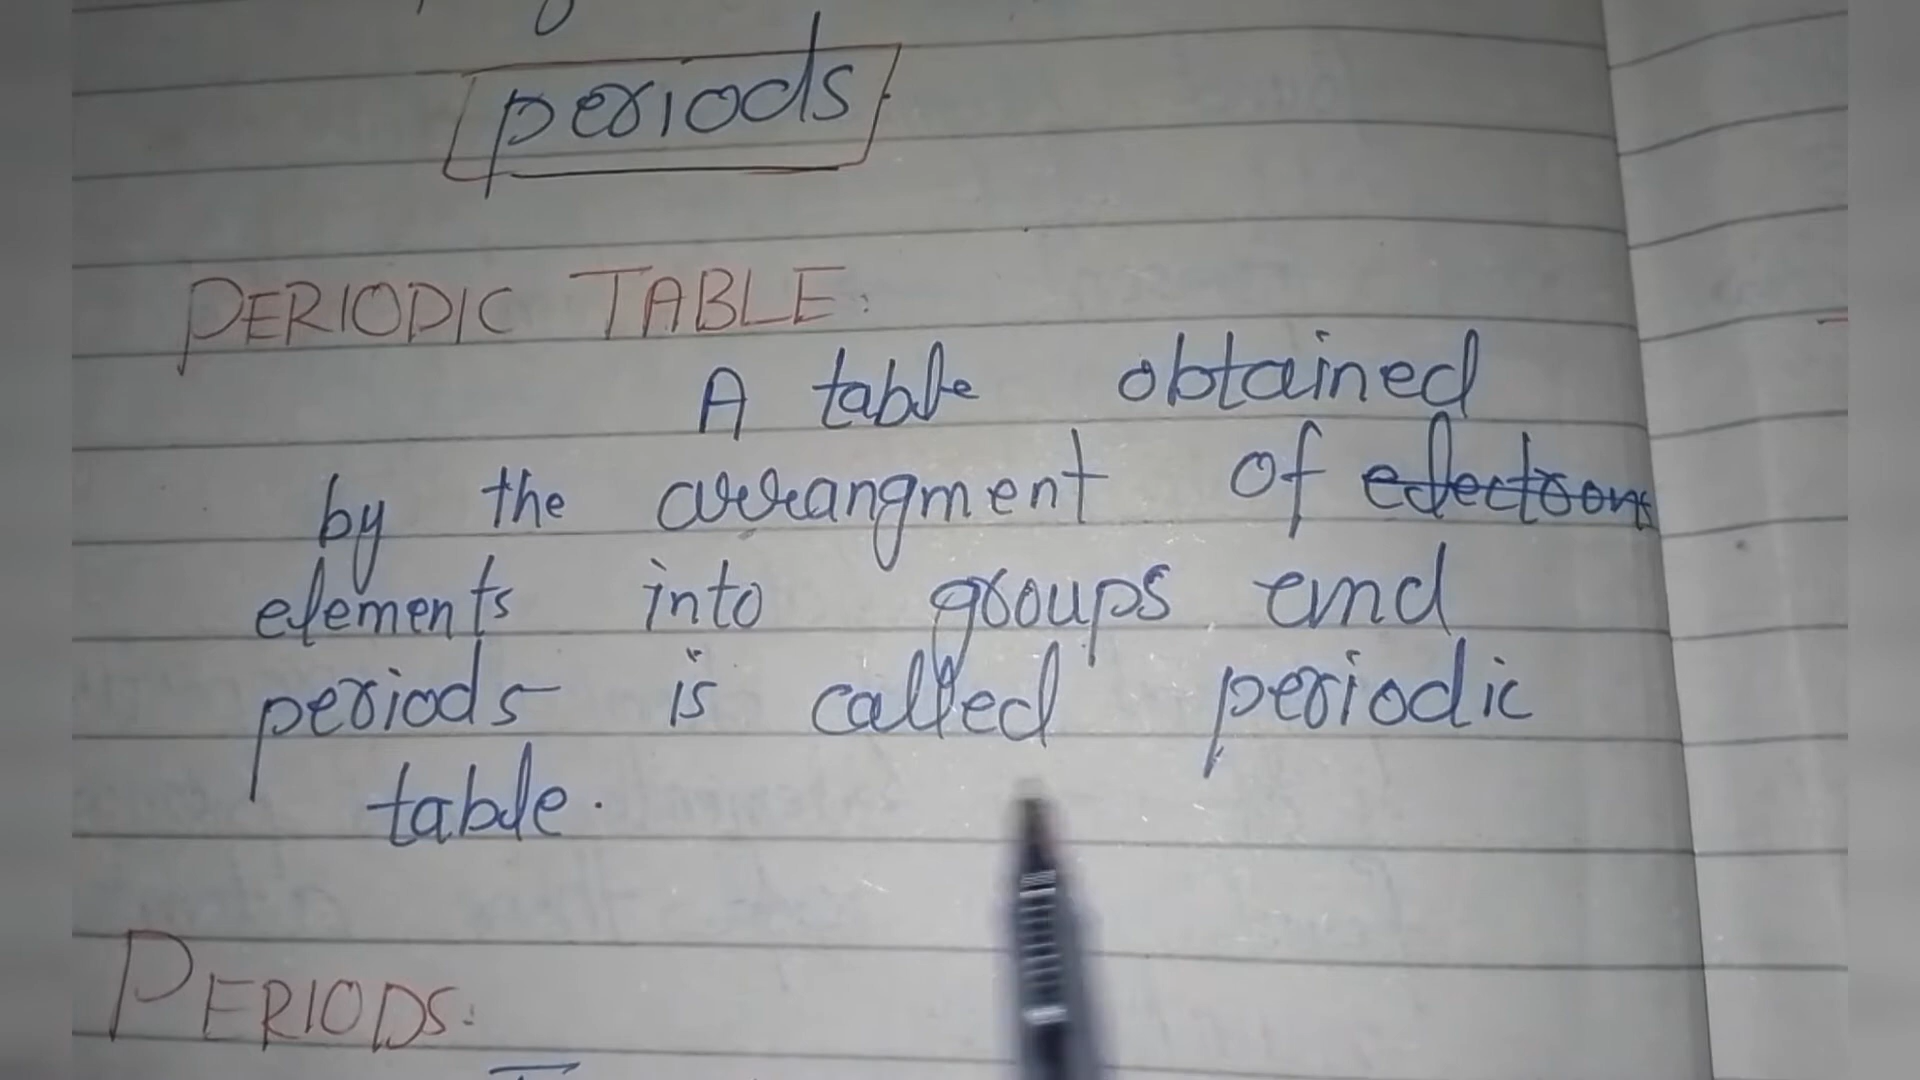 periods
PERIODIC TABLE:
A table obtained
by the arrangment of electrons
elements into groups and
periods is called periodic
table.
PERIODS: